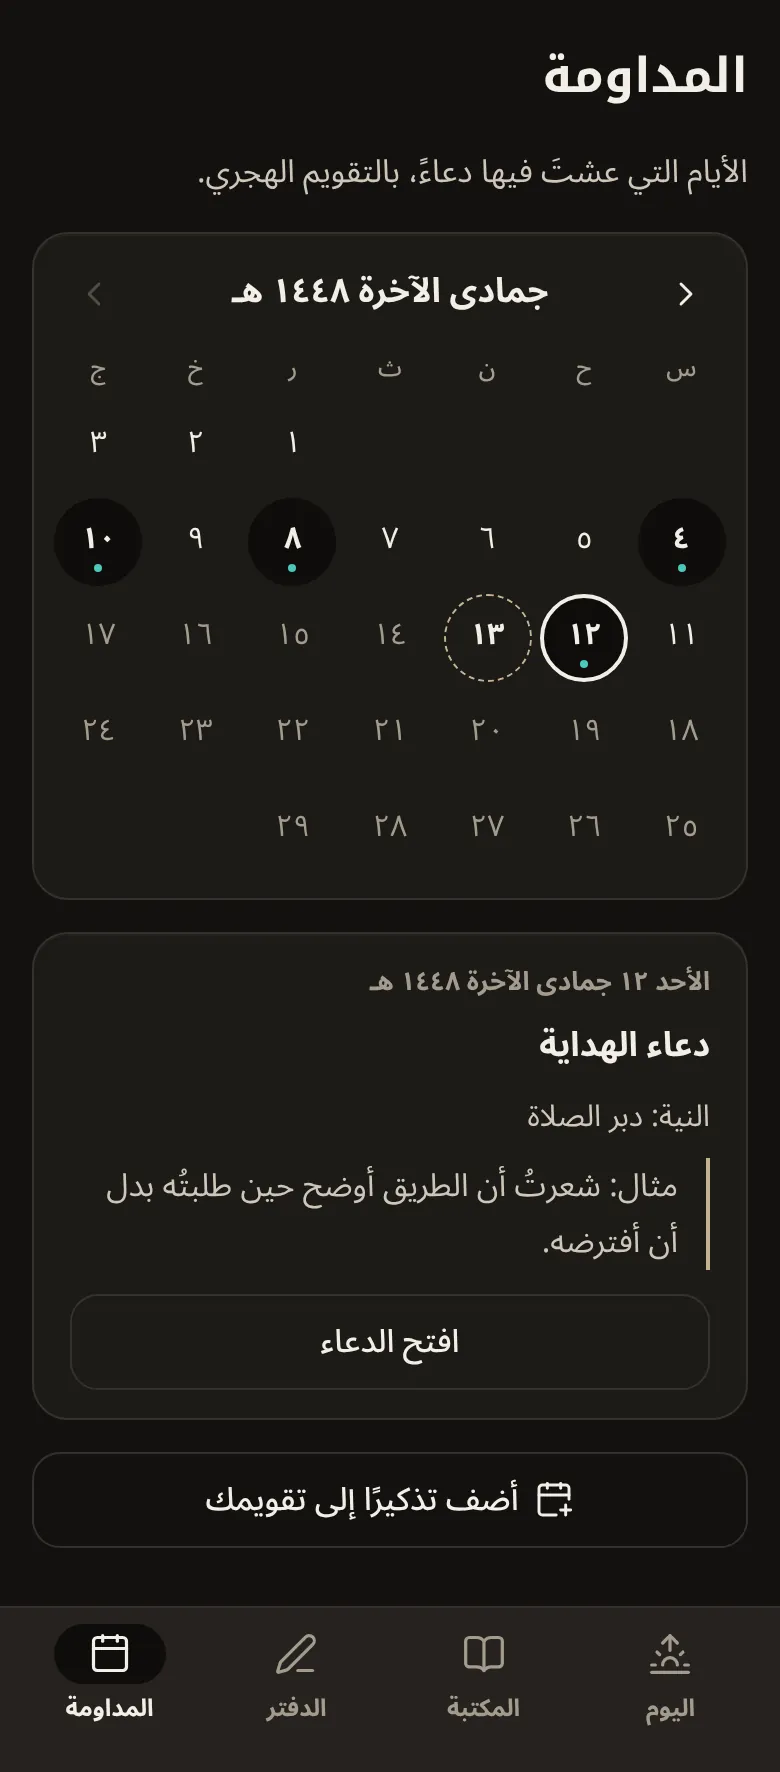 المداومة
الأيام التي عشتَ فيها دعاءً، بالتقويم الهجري.
جمادى الآخرة ١٤٤٨ هـ
س ح ن ث ر خ ج
١ ٢ ٣
٤ ٥ ٦ ٧ ٨ ٩ ١٠
١١ ١٢ ١٣ ١٤ ١٥ ١٦ ١٧
١٨ ١٩ ٢٠ ٢١ ٢٢ ٢٣ ٢٤
٢٥ ٢٦ ٢٧ ٢٨ ٢٩
الأحد ١٢ جمادى الآخرة ١٤٤٨ هـ
دعاء الهداية
النية: دبر الصلاة
مثال: شعرتُ أن الطريق أوضح حين طلبتُه بدل
أن أفترضه.
افتح الدعاء
أضف تذكيرًا إلى تقويمك
اليوم المكتبة الدفتر المداومة